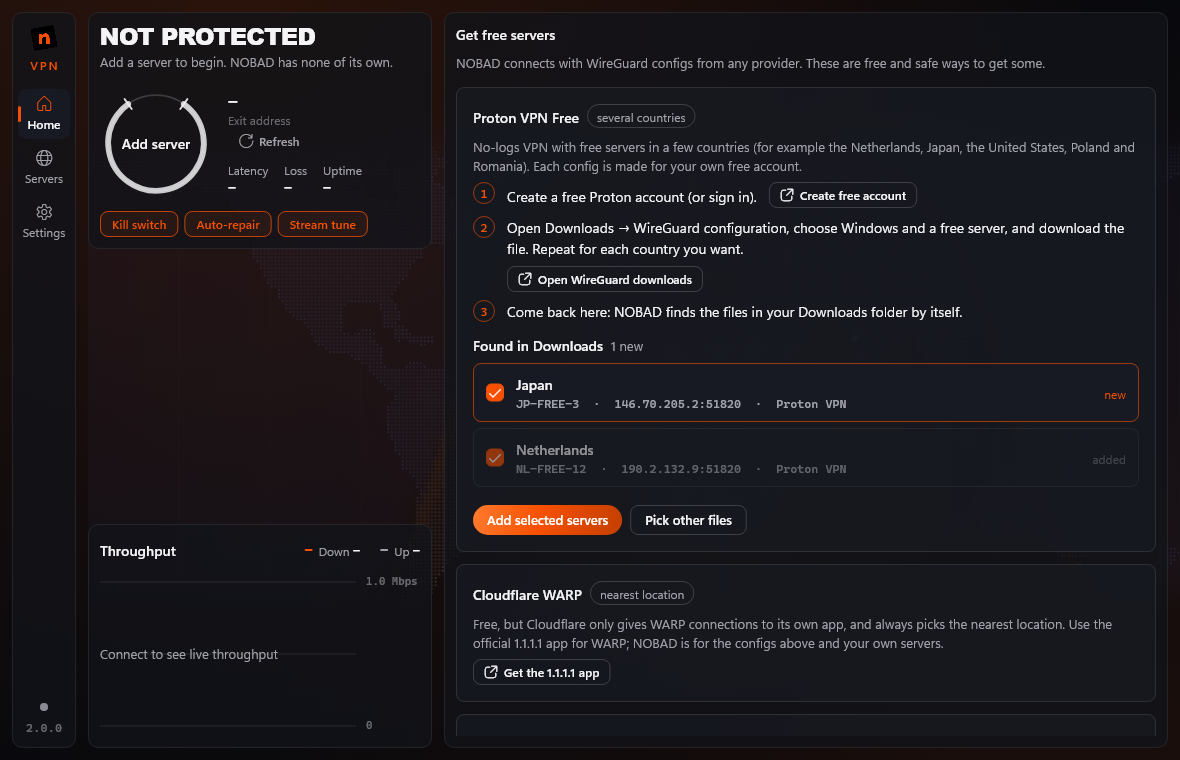 n
VPN
Home
Servers
Settings
2.0.0
NOT PROTECTED
Add a server to begin. NOBAD has none of its own.
Add server
–
Exit address
Refresh
Latency Loss Uptime
– – –
Kill switch Auto-repair Stream tune
Throughput Down – Up –
1.0 Mbps
Connect to see live throughput
0
Get free servers
NOBAD connects with WireGuard configs from any provider. These are free and safe ways to get some.
Proton VPN Free several countries
No-logs VPN with free servers in a few countries (for example the Netherlands, Japan, the United States, Poland and
Romania). Each config is made for your own free account.
1 Create a free Proton account (or sign in). Create free account
2 Open Downloads → WireGuard configuration, choose Windows and a free server, and download the
file. Repeat for each country you want.
Open WireGuard downloads
3 Come back here: NOBAD finds the files in your Downloads folder by itself.
Found in Downloads 1 new
Japan
JP-FREE-3 · 146.70.205.2:51820 · Proton VPN
new
Netherlands
NL-FREE-12 · 190.2.132.9:51820 · Proton VPN
added
Add selected servers Pick other files
Cloudflare WARP nearest location
Free, but Cloudflare only gives WARP connections to its own app, and always picks the nearest location. Use the
official 1.1.1.1 app for WARP; NOBAD is for the configs above and your own servers.
Get the 1.1.1.1 app